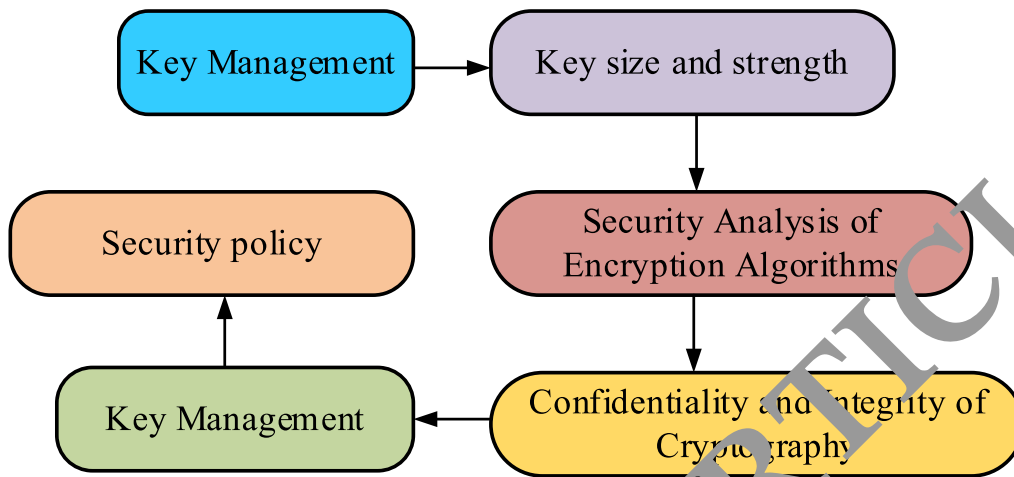 Key Management
Key size and strength
Security Analysis of
Encryption Algorithms
Confidentiality and Integrity of
Cryptography
Key Management
Security policy